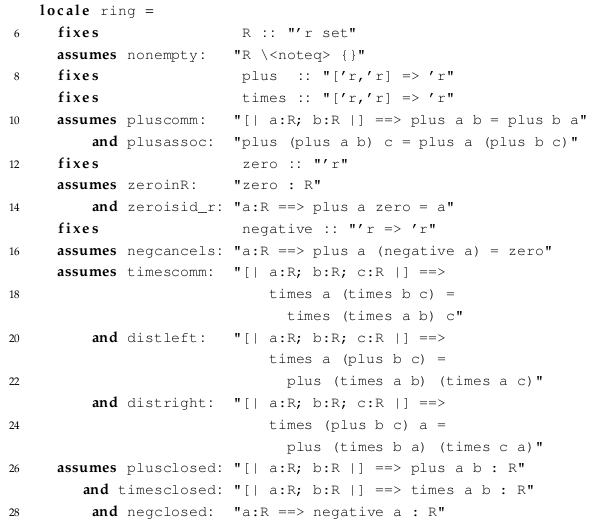 locale ring =
6 fixes R :: "'r set"
assumes nonempty: "R \<noteq> {}"
8 fixes plus :: "['r,'r] => 'r"
fixes times :: "['r,'r] => 'r"
10 assumes pluscomm: "[| a:R; b:R |] ==> plus a b = plus b a"
and plusassoc: "plus (plus a b) c = plus a (plus b c)"
12 fixes zero :: "'r"
assumes zeroinR: "zero : R"
14 and zeroisid_r: "a:R ==> plus a zero = a"
fixes negative :: "'r => 'r"
16 assumes negcancels: "a:R ==> plus a (negative a) = zero"
assumes timescomm: "[| a:R; b:R; c:R |] ==>
18 times a (times b c) =
times (times a b) c"
20 and distleft: "[| a:R; b:R; c:R |] ==>
times a (plus b c) =
22 plus (times a b) (times a c)"
and distright: "[| a:R; b:R; c:R |] ==>
24 times (plus b c) a =
plus (times b a) (times c a)"
26 assumes plusclosed: "[| a:R; b:R |] ==> plus a b : R"
and timesclosed: "[| a:R; b:R |] ==> times a b : R"
28 and negclosed: "a:R ==> negative a : R"